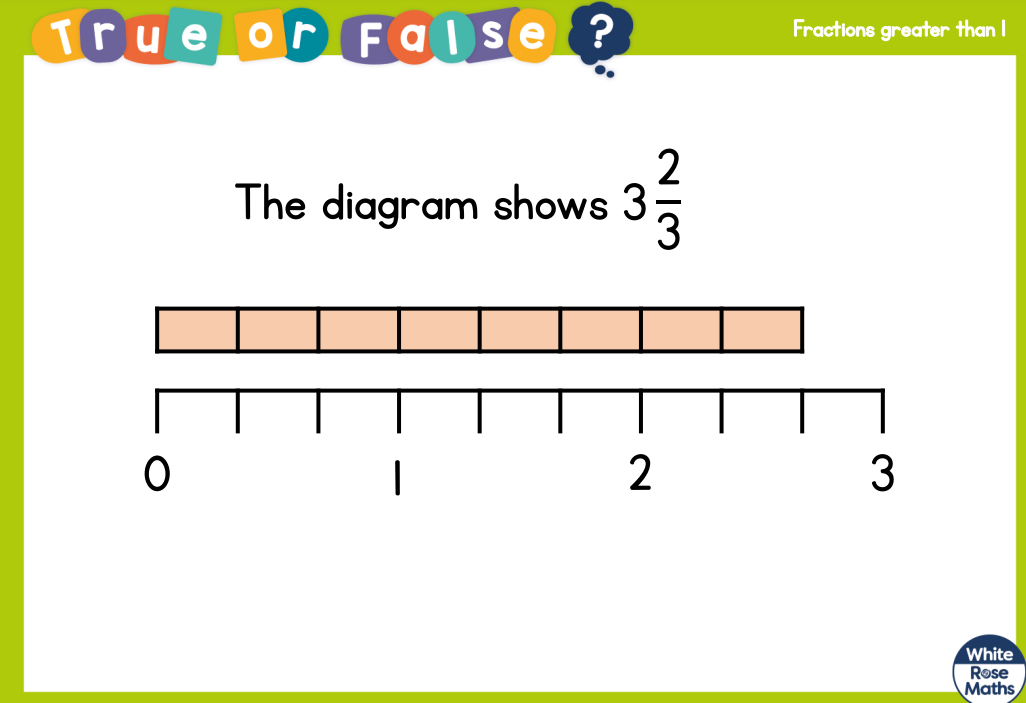 True or False ?
Fractions greater than 1
The diagram shows 3 2/3
0 1 2 3
White
Rose
Maths